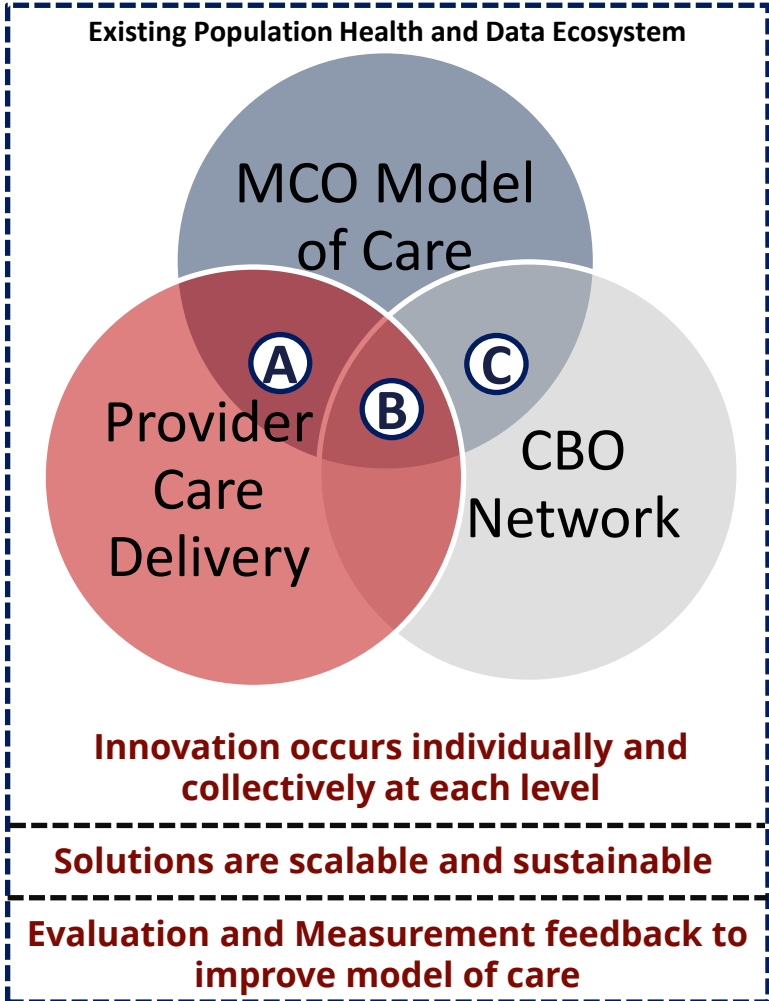 Existing Population Health and Data Ecosystem
MCO Model
of Care
A
B
C
Provider
Care
Delivery
CBO
Network
Innovation occurs individually and
collectively at each level
Solutions are scalable and sustainable
Evaluation and Measurement feedback to
improve model of care